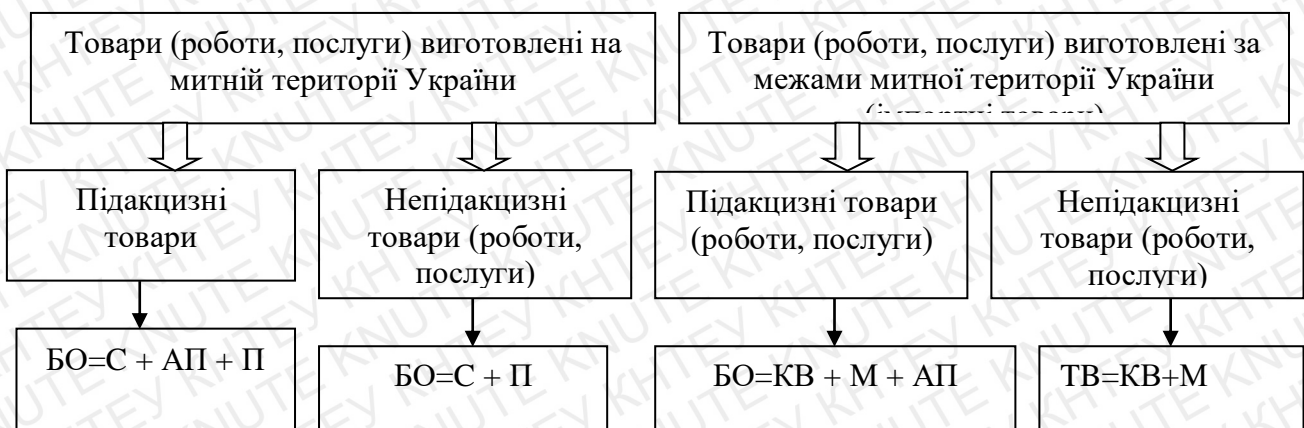 Товари (роботи, послуги) виготовлені на
митній території України
Товари (роботи, послуги) виготовлені за
межами митної території України
(імпортні товари)
Підакцизні
товари
Непідакцизні
товари (роботи,
послуги)
Підакцизні товари
(роботи, послуги)
Непідакцизні
товари (роботи,
послуги)
БО=С + АП + П
БО=С + П
БО=КВ + М + АП
ТВ=КВ+М